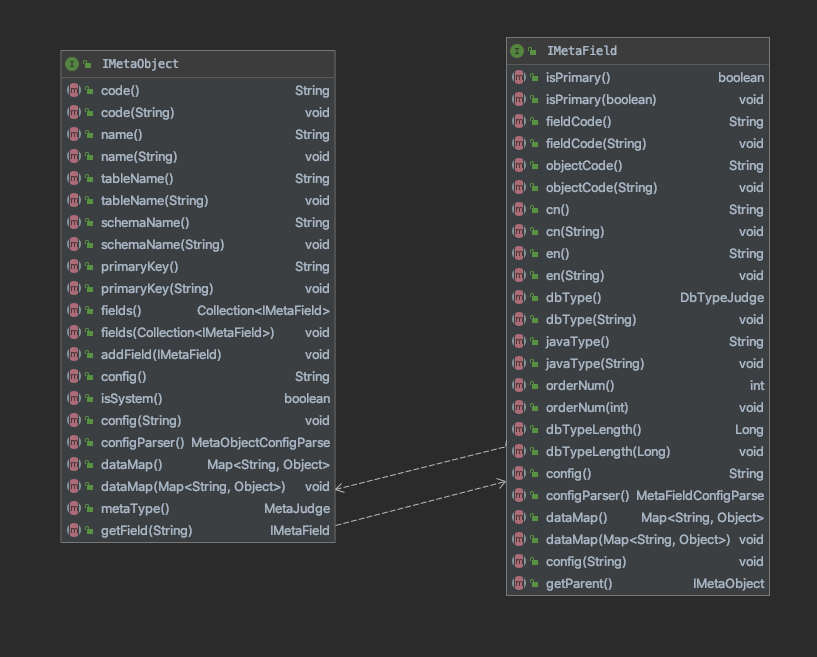 IMetaObject
code() String
code(String) void
name() String
name(String) void
tableName() String
tableName(String) void
schemaName() String
schemaName(String) void
primaryKey() String
primaryKey(String) void
fields() Collection<IMetaField>
fields(Collection<IMetaField>) void
addField(IMetaField) void
config() String
isSystem() boolean
config(String) void
configParser() MetaObjectConfigParse
dataMap() Map<String, Object>
dataMap(Map<String, Object>) void
metaType() MetaJudge
getField(String) IMetaField
IMetaField
isPrimary() boolean
isPrimary(boolean) void
fieldCode() String
fieldCode(String) void
objectCode() String
objectCode(String) void
cn() String
cn(String) void
en() String
en(String) void
dbType() DbTypeJudge
dbType(String) void
javaType() String
javaType(String) void
orderNum() int
orderNum(int) void
dbTypeLength() Long
dbTypeLength(Long) void
config() String
configParser() MetaFieldConfigParse
dataMap() Map<String, Object>
dataMap(Map<String, Object>) void
config(String) void
getParent() IMetaObject